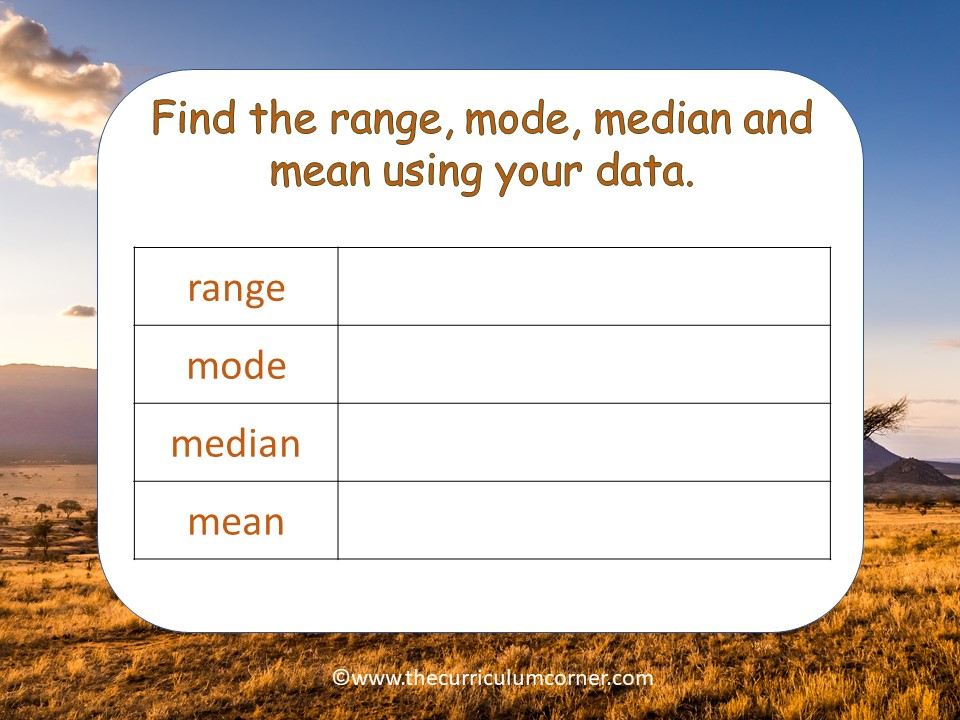 Find the range, mode, median and
mean using your data.
range
mode
median
mean
©www.thecurriculumcorner.com